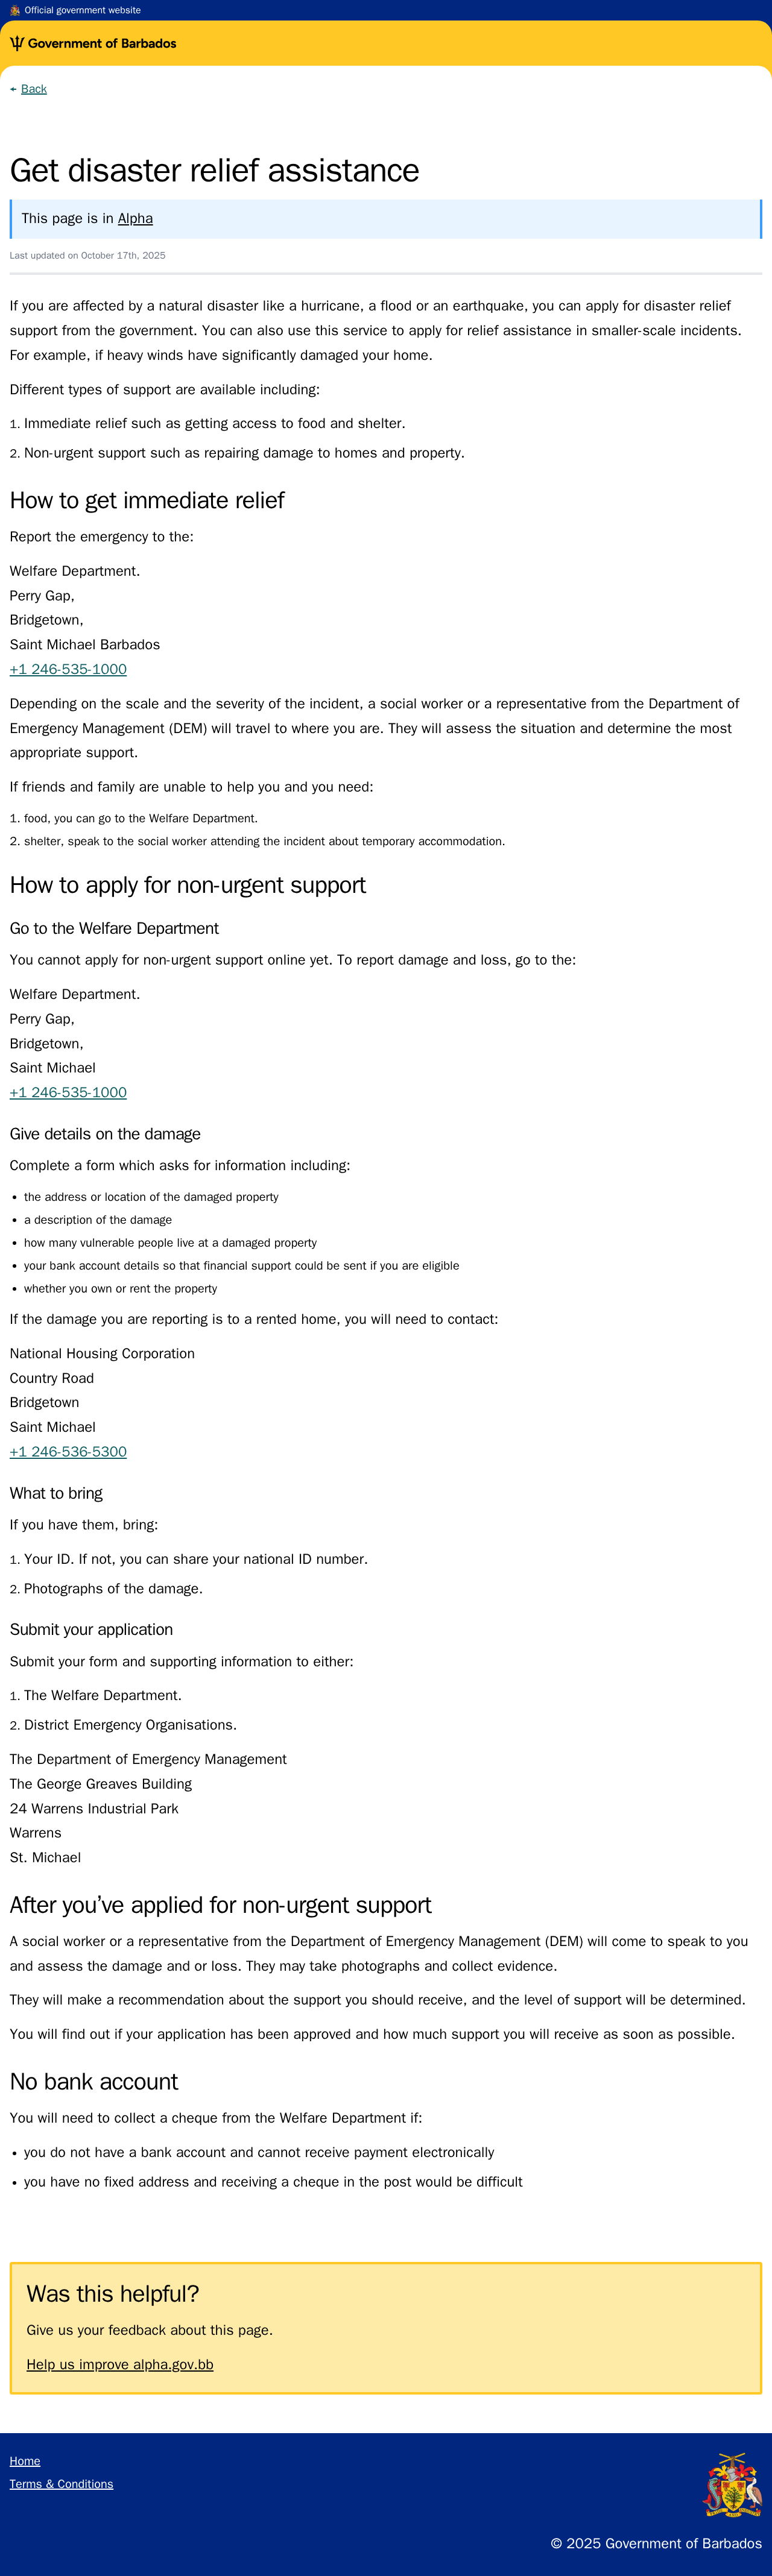 Official government website
Government of Barbados
← Back
Get disaster relief assistance
This page is in Alpha
Last updated on October 17th, 2025
If you are affected by a natural disaster like a hurricane, a flood or an earthquake, you can apply for disaster relief
support from the government. You can also use this service to apply for relief assistance in smaller-scale incidents.
For example, if heavy winds have significantly damaged your home.
Different types of support are available including:
1. Immediate relief such as getting access to food and shelter.
2. Non-urgent support such as repairing damage to homes and property.
How to get immediate relief
Report the emergency to the:
Welfare Department.
Perry Gap,
Bridgetown,
Saint Michael Barbados
+1 246-535-1000
Depending on the scale and the severity of the incident, a social worker or a representative from the Department of
Emergency Management (DEM) will travel to where you are. They will assess the situation and determine the most
appropriate support.
If friends and family are unable to help you and you need:
1. food, you can go to the Welfare Department.
2. shelter, speak to the social worker attending the incident about temporary accommodation.
How to apply for non-urgent support
Go to the Welfare Department
You cannot apply for non-urgent support online yet. To report damage and loss, go to the:
Welfare Department.
Perry Gap,
Bridgetown,
Saint Michael
+1 246-535-1000
Give details on the damage
Complete a form which asks for information including:
• the address or location of the damaged property
• a description of the damage
• how many vulnerable people live at a damaged property
• your bank account details so that financial support could be sent if you are eligible
• whether you own or rent the property
If the damage you are reporting is to a rented home, you will need to contact:
National Housing Corporation
Country Road
Bridgetown
Saint Michael
+1 246-536-5300
What to bring
If you have them, bring:
1. Your ID. If not, you can share your national ID number.
2. Photographs of the damage.
Submit your application
Submit your form and supporting information to either:
1. The Welfare Department.
2. District Emergency Organisations.
The Department of Emergency Management
The George Greaves Building
24 Warrens Industrial Park
Warrens
St. Michael
After you’ve applied for non-urgent support
A social worker or a representative from the Department of Emergency Management (DEM) will come to speak to you
and assess the damage and or loss. They may take photographs and collect evidence.
They will make a recommendation about the support you should receive, and the level of support will be determined.
You will find out if your application has been approved and how much support you will receive as soon as possible.
No bank account
You will need to collect a cheque from the Welfare Department if:
• you do not have a bank account and cannot receive payment electronically
• you have no fixed address and receiving a cheque in the post would be difficult
Was this helpful?
Give us your feedback about this page.
Help us improve alpha.gov.bb
Home
Terms & Conditions
© 2025 Government of Barbados